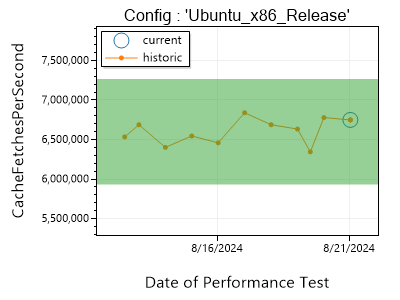 Config : 'Ubuntu_x86_Release'
current
historic
CacheFetchesPerSecond
7,500,000
7,000,000
6,500,000
6,000,000
5,500,000
8/16/2024
8/21/2024
Date of Performance Test